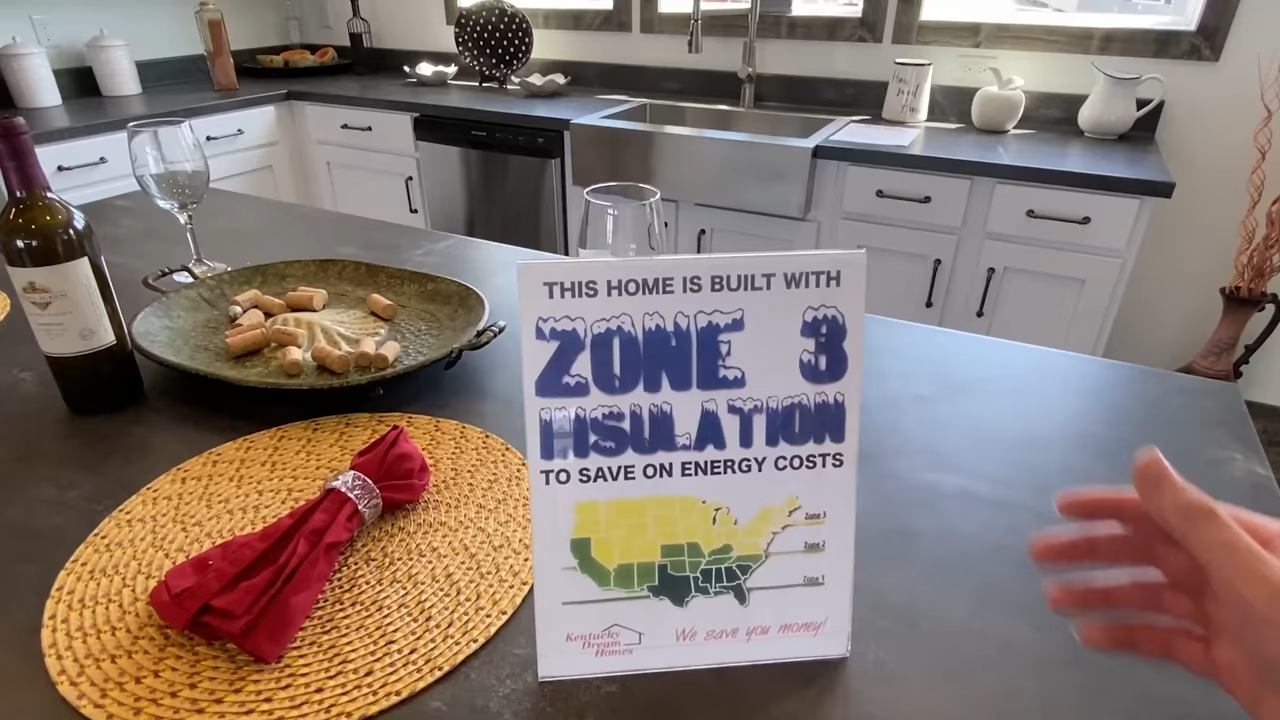 THIS HOME IS BUILT WITH
ZONE 3
INSULATION
TO SAVE ON ENERGY COSTS
Zone 3
Zone 2
Zone 1
Kentucky
Dream
Homes
We save you money!